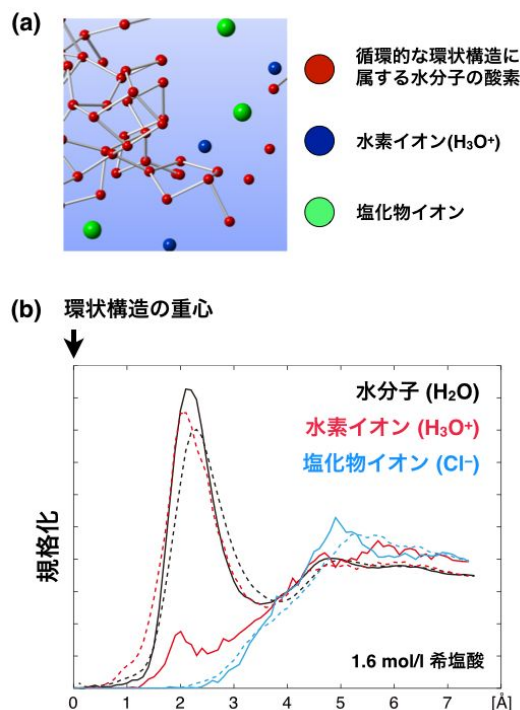 (a)
循環的な環状構造に
属する水分子の酸素
水素イオン(H₃O⁺)
塩化物イオン
(b) 環状構造の重心
水分子 (H₂O)
水素イオン (H₃O⁺)
塩化物イオン (Cl⁻)
規格化
1.6 mol/l 希塩酸
0 1 2 3 4 5 6 7 [Å]